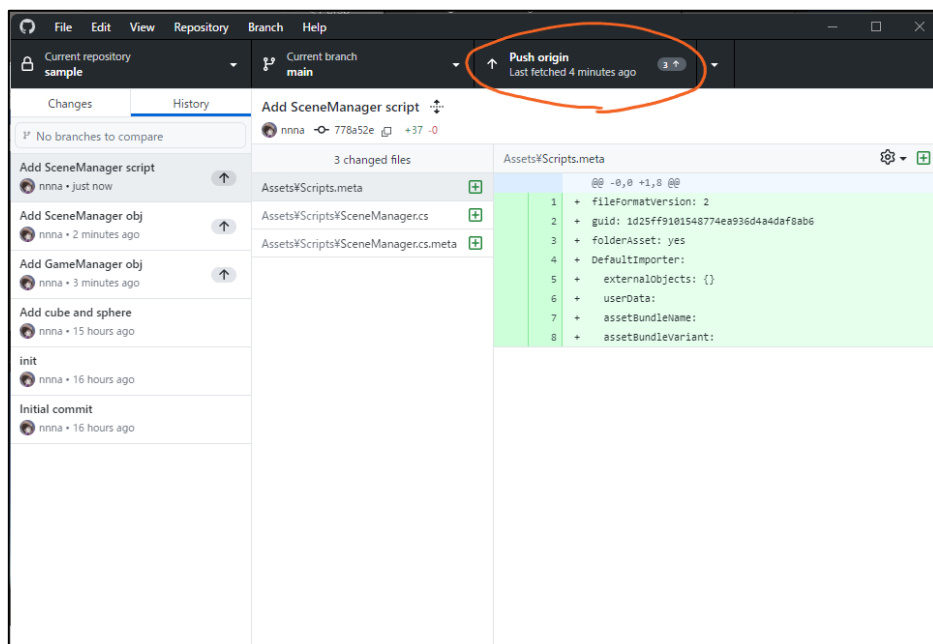 File Edit View Repository Branch Help
Current repository
sample
Current branch
main
Push origin
Last fetched 4 minutes ago
3
Changes History
No branches to compare
Add SceneManager script
nnna • just now
Add SceneManager obj
nnna • 2 minutes ago
Add GameManager obj
nnna • 3 minutes ago
Add cube and sphere
nnna • 15 hours ago
init
nnna • 16 hours ago
Initial commit
nnna • 16 hours ago
Add SceneManager script
nnna 778a52e +37 -0
3 changed files
Assets¥Scripts.meta
Assets¥Scripts¥SceneManager.cs
Assets¥Scripts¥SceneManager.cs.meta
Assets¥Scripts.meta
@@ -0,0 +1,8 @@
1 + fileFormatVersion: 2
2 + guid: 1d25ff9101548774ea936d4a4daf8ab6
3 + folderAsset: yes
4 + DefaultImporter:
5 + externalObjects: {}
6 + userData:
7 + assetBundleName:
8 + assetBundleVariant: